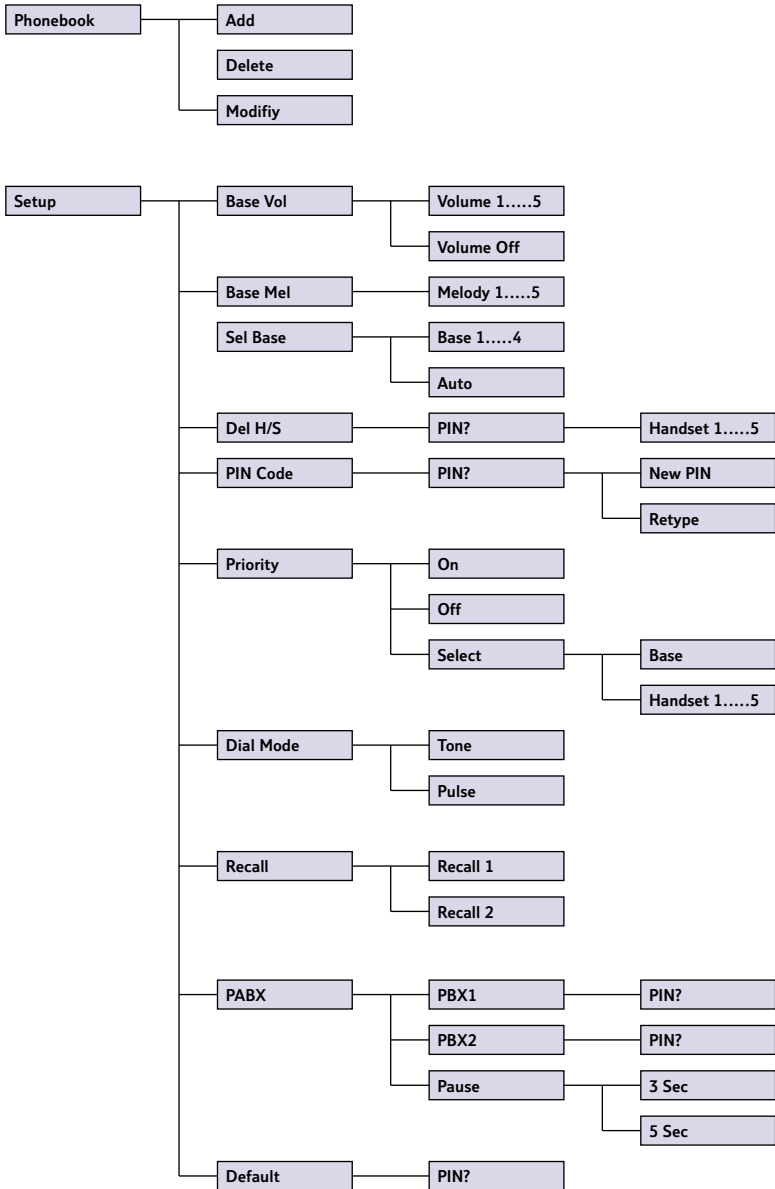 Phonebook Add
Delete
Modifiy
Setup Base Vol Volume 1.....5
Volume Off
Base Mel Melody 1.....5
Sel Base Base 1.....4
Auto
Del H/S PIN? Handset 1.....5
PIN Code PIN? New PIN
Retype
Priority On
Off
Select Base
Handset 1.....5
Dial Mode Tone
Pulse
Recall Recall 1
Recall 2
PABX PBX1 PIN?
PBX2 PIN?
Pause 3 Sec
5 Sec
Default PIN?